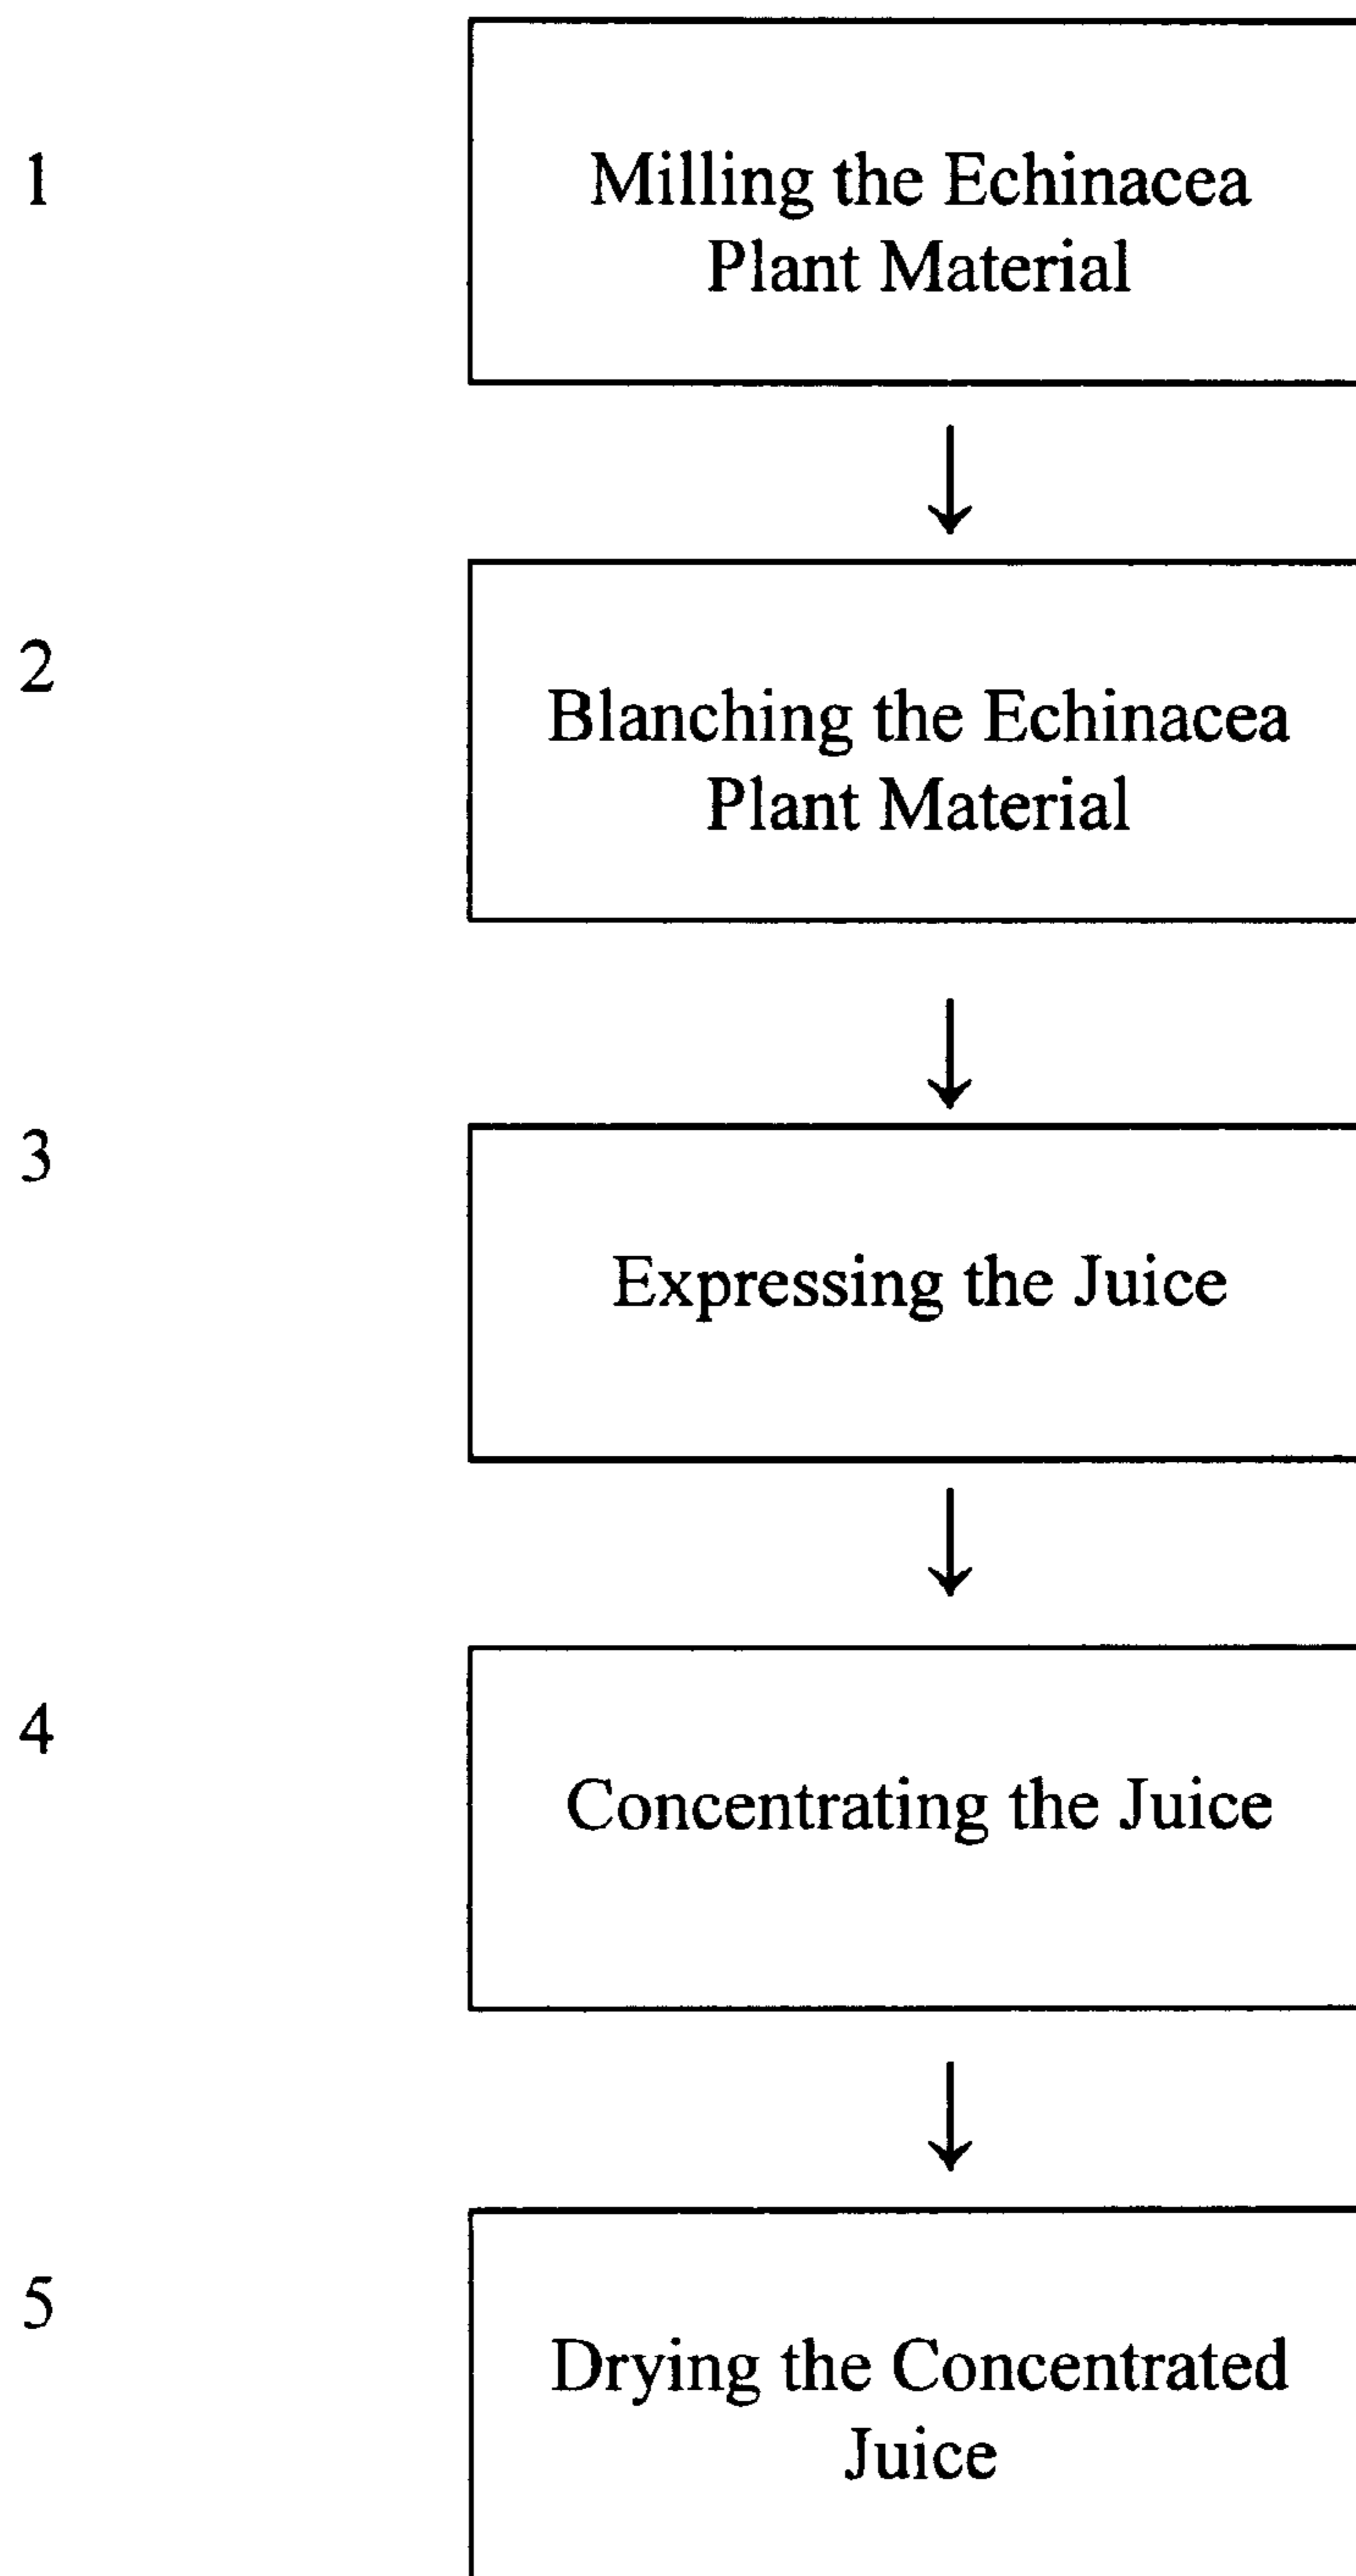 1
Milling the Echinacea
Plant Material
2
Blanching the Echinacea
Plant Material
3
Expressing the Juice
4
Concentrating the Juice
5
Drying the Concentrated
Juice